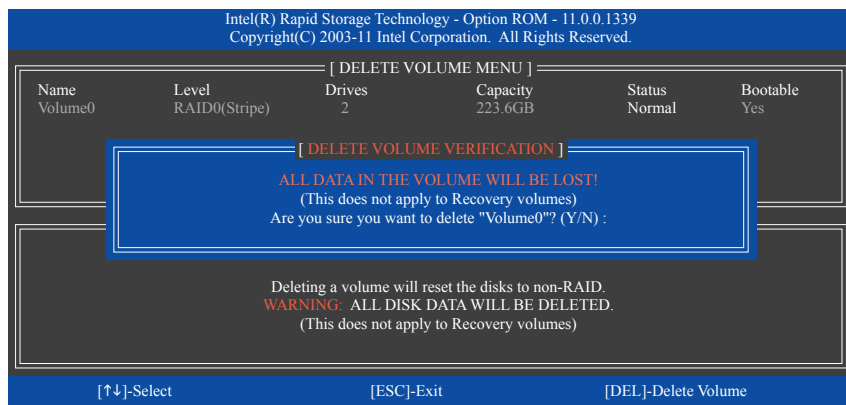 Intel(R) Rapid Storage Technology - Option ROM - 11.0.0.1339
Copyright(C) 2003-11 Intel Corporation. All Rights Reserved.
[ DELETE VOLUME MENU ]
Name Level Drives Capacity Status Bootable
Volume0 RAID0(Stripe) 2 223.6GB Normal Yes
[ DELETE VOLUME VERIFICATION ]
ALL DATA IN THE VOLUME WILL BE LOST!
(This does not apply to Recovery volumes)
Are you sure you want to delete "Volume0"? (Y/N) :
Deleting a volume will reset the disks to non-RAID.
WARNING: ALL DISK DATA WILL BE DELETED.
(This does not apply to Recovery volumes)
[↑↓]-Select [ESC]-Exit [DEL]-Delete Volume